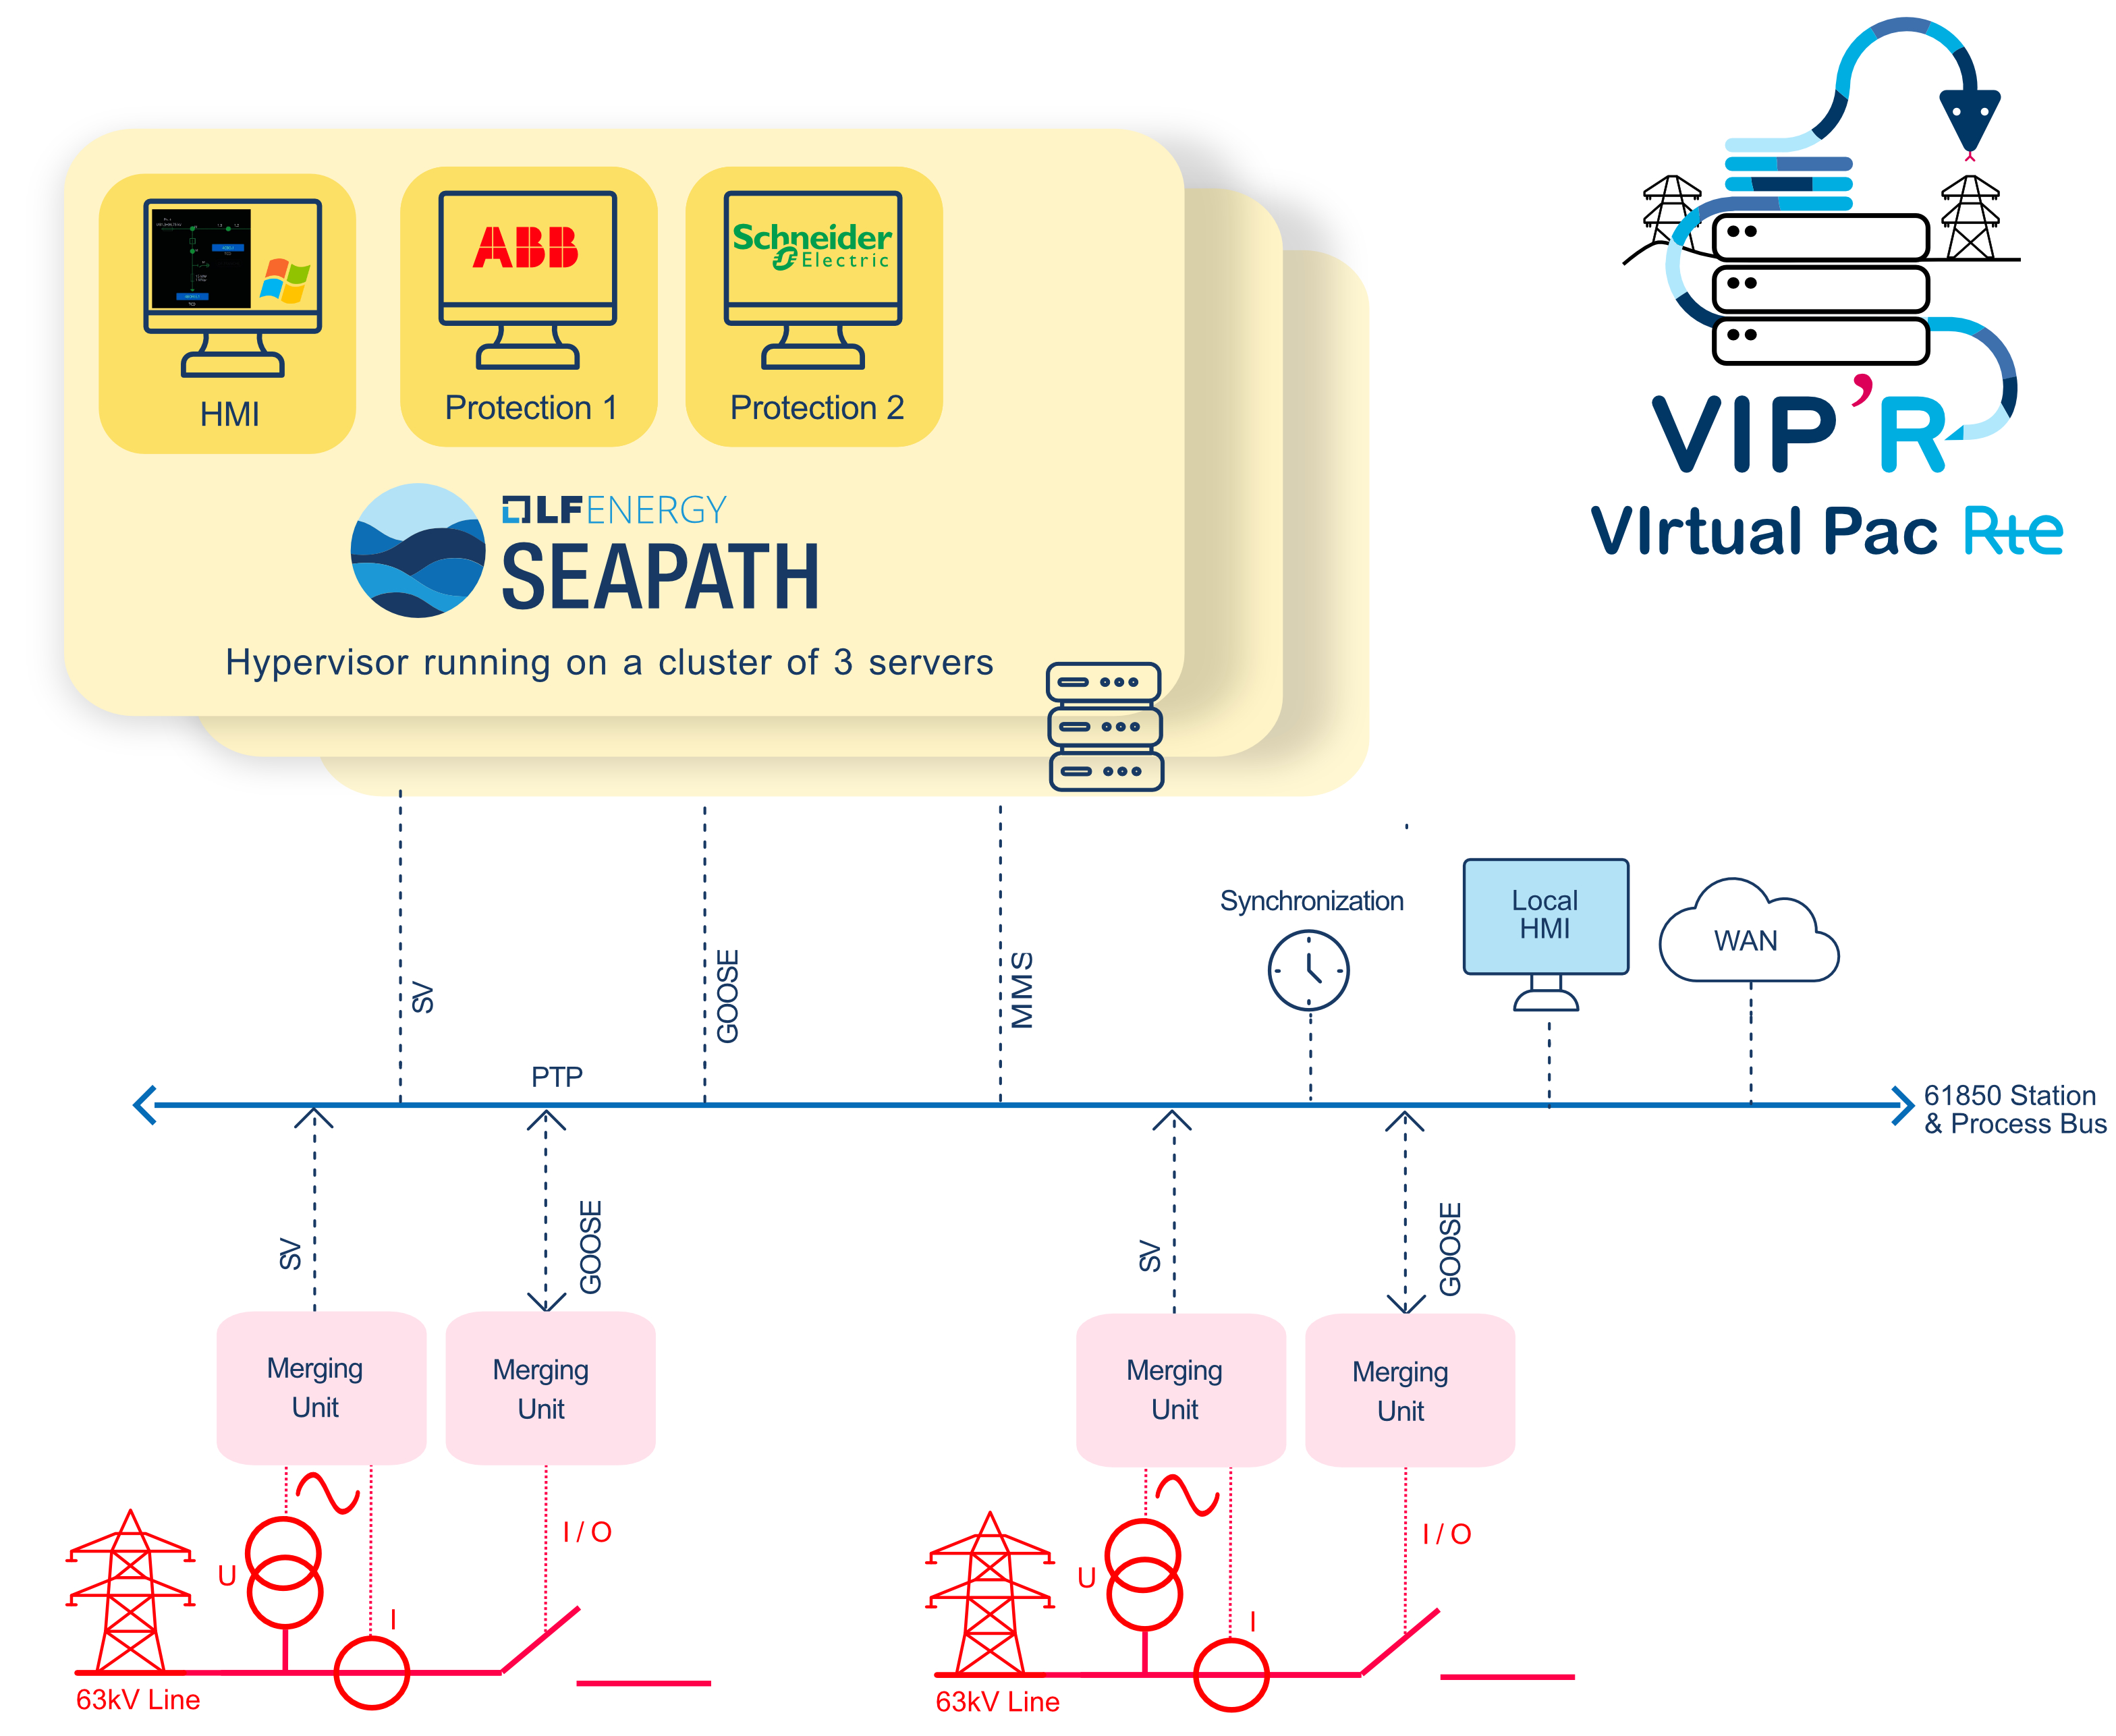 ABB
Schneider
Electric
HMI
Protection 1
Protection 2
LFENERGY
SEAPATH
Hypervisor running on a cluster of 3 servers
VIP'R
VIrtual Pac Rte
SV
GOOSE
MMS
Synchronization
Local
HMI
WAN
PTP
61850 Station
& Process Bus
SV
GOOSE
SV
GOOSE
Merging
Unit
Merging
Unit
Merging
Unit
Merging
Unit
U
I
I / O
63kV Line
U
I
I / O
63kV Line